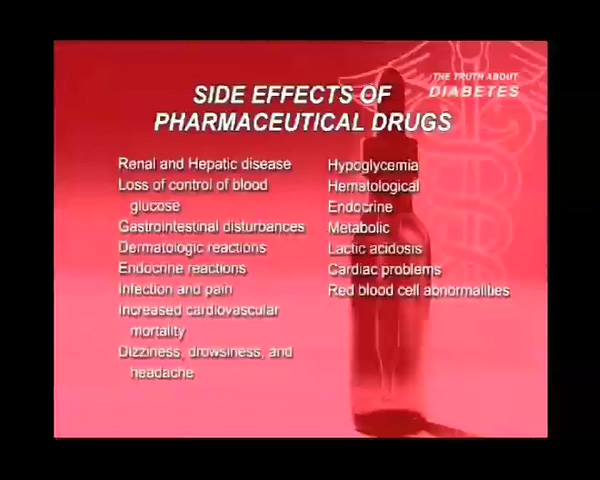 THE TRUTH ABOUT
DIABETES
SIDE EFFECTS OF
PHARMACEUTICAL DRUGS
Renal and Hepatic disease
Loss of control of blood
glucose
Gastrointestinal disturbances
Dermatologic reactions
Endocrine reactions
Infection and pain
Increased cardiovascular
mortality
Dizziness, drowsiness, and
headache
Hypoglycemia
Hematological
Endocrine
Metabolic
Lactic acidosis
Cardiac problems
Red blood cell abnormalities